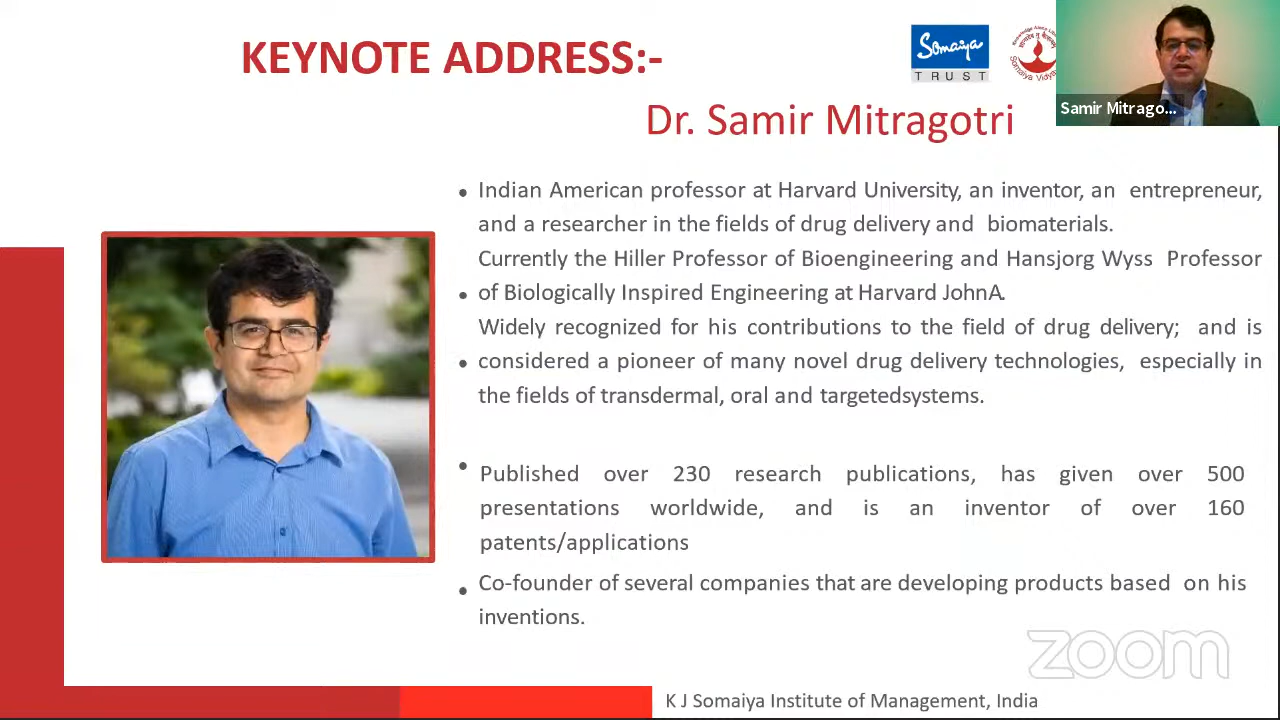 KEYNOTE ADDRESS:-
Somaiya
TRUST
Somaiya Vidya
Samir Mitrago...
Dr. Samir Mitragotri
• Indian American professor at Harvard University, an inventor, an entrepreneur,
and a researcher in the fields of drug delivery and biomaterials.
Currently the Hiller Professor of Bioengineering and Hansjorg Wyss Professor
• of Biologically Inspired Engineering at Harvard JohnA.
Widely recognized for his contributions to the field of drug delivery; and is
• considered a pioneer of many novel drug delivery technologies, especially in
the fields of transdermal, oral and targetedsystems.
• Published over 230 research publications, has given over 500
presentations worldwide, and is an inventor of over 160
patents/applications
• Co-founder of several companies that are developing products based on his
inventions.
zoom
K J Somaiya Institute of Management, India